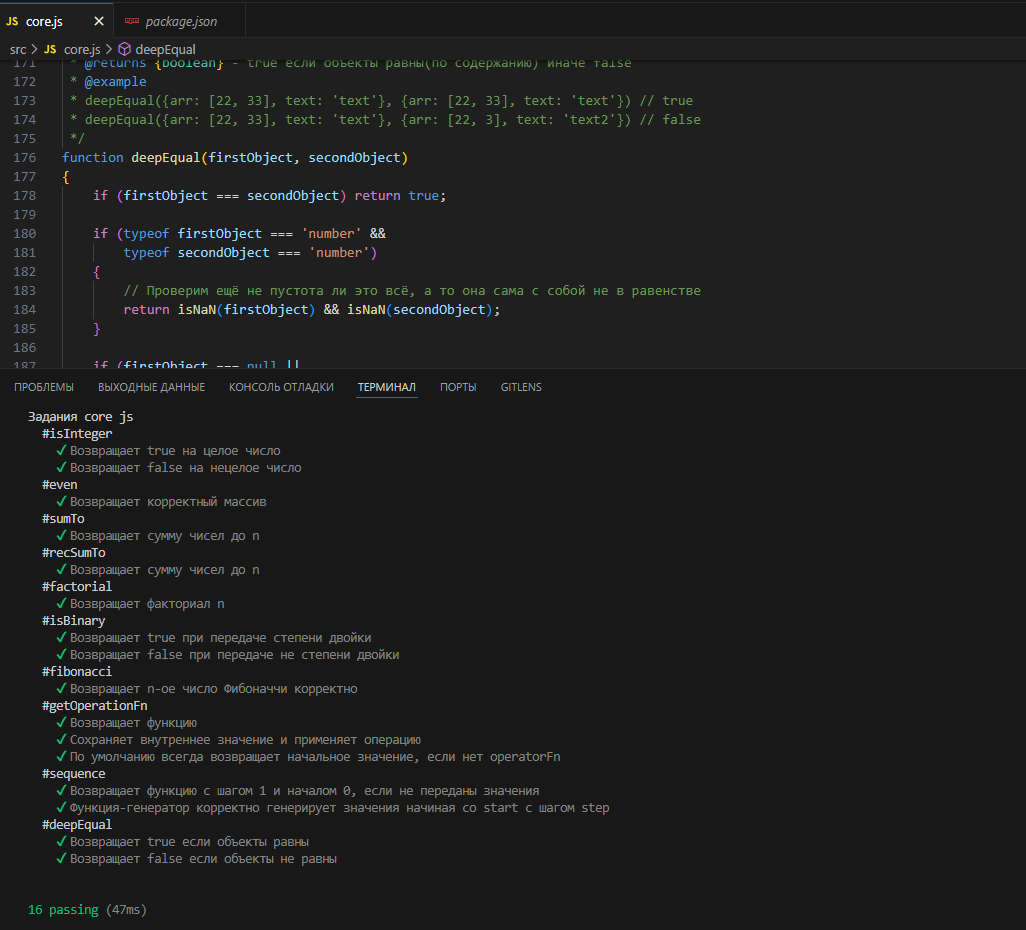 JS core.js × package.json
src > JS core.js > deepEqual
171 * @returns {boolean} - true если объекты равны(по содержанию) иначе false
172 * @example
173 * deepEqual({arr: [22, 33], text: 'text'}, {arr: [22, 33], text: 'text'}) // true
174 * deepEqual({arr: [22, 33], text: 'text'}, {arr: [22, 3], text: 'text2'}) // false
175 */
176 function deepEqual(firstObject, secondObject)
177 {
178 if (firstObject === secondObject) return true;
179
180 if (typeof firstObject === 'number' &&
181 typeof secondObject === 'number')
182 {
183 // Проверим ещё не пустота ли это всё, а то она сама с собой не в равенстве
184 return isNaN(firstObject) && isNaN(secondObject);
185 }
186
187 if (firstObject === null ||
ПРОБЛЕМЫ ВЫХОДНЫЕ ДАННЫЕ КОНСОЛЬ ОТЛАДКИ ТЕРМИНАЛ ПОРТЫ GITLENS
Задания core js
#isInteger
✓ Возвращает true на целое число
✓ Возвращает false на нецелое число
#even
✓ Возвращает корректный массив
#sumTo
✓ Возвращает сумму чисел до n
#recSumTo
✓ Возвращает сумму чисел до n
#factorial
✓ Возвращает факториал n
#isBinary
✓ Возвращает true при передаче степени двойки
✓ Возвращает false при передаче не степени двойки
#fibonacci
✓ Возвращает n-ое число Фибоначчи корректно
#getOperationFn
✓ Возвращает функцию
✓ Сохраняет внутреннее значение и применяет операцию
✓ По умолчанию всегда возвращает начальное значение, если нет operatorFn
#sequence
✓ Возвращает функцию с шагом 1 и началом 0, если не переданы значения
✓ Функция-генератор корректно генерирует значения начиная со start с шагом step
#deepEqual
✓ Возвращает true если объекты равны
✓ Возвращает false если объекты не равны
16 passing (47ms)